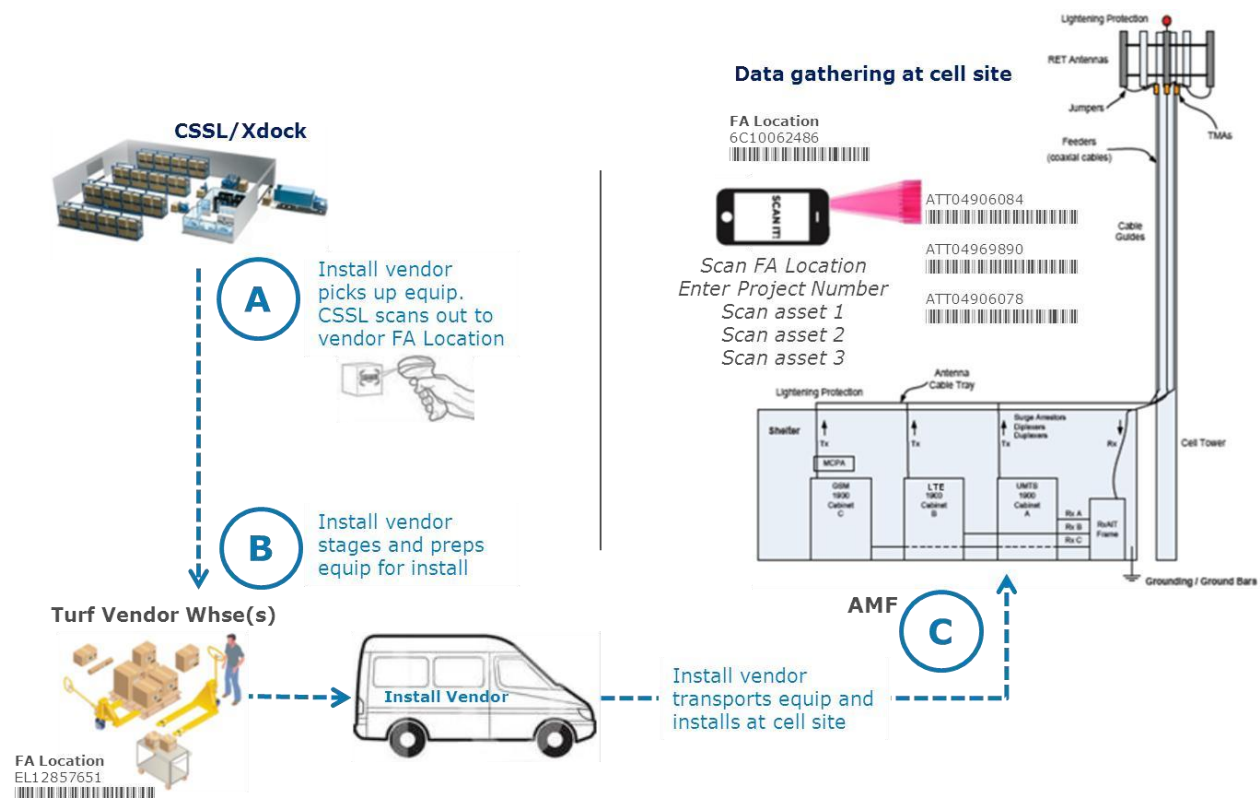 CSSL/Xdock
A
Install vendor
picks up equip.
CSSL scans out to
vendor FA Location
B
Install vendor
stages and preps
equip for install
Turf Vendor Whse(s)
FA Location
EL12857651
Install Vendor
Install vendor
transports equip and
installs at cell site
AMF
C
Data gathering at cell site
FA Location
6C10062486
SCAN IT!
Scan FA Location
Enter Project Number
Scan asset 1
Scan asset 2
Scan asset 3
ATT04906084
ATT04969890
ATT04906078
Lightening Protection
RET Antennas
Jumpers
TMAs
Feeders
(coaxial cables)
Cable
Guides
Antenna
Cable Tray
Lightening Protection
Shelter
Surge Arrestors
Diplexers
Duplexers
Tx
Tx
Tx
Rx
Cell Tower
MCPA
GSM
1900
Cabinet
C
LTE
1900
Cabinet
B
UMTS
1900
Cabinet
A
Rx A
Rx B
Rx C
RxAIT
Frame
Grounding / Ground Bars